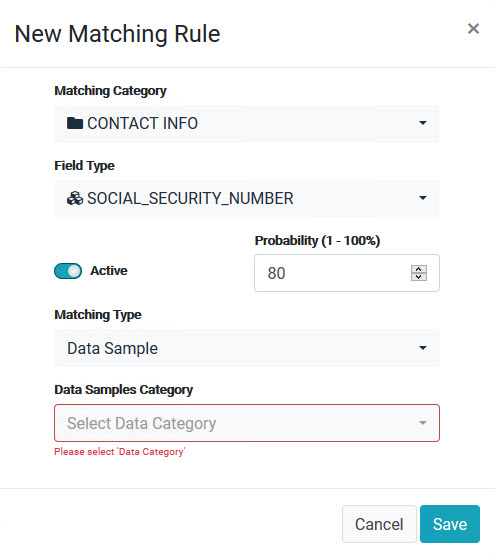 New Matching Rule
×
Matching Category
CONTACT INFO
Field Type
SOCIAL_SECURITY_NUMBER
Probability (1 - 100%)
Active
80
Matching Type
Data Sample
Data Samples Category
Select Data Category
Please select 'Data Category'
Cancel
Save